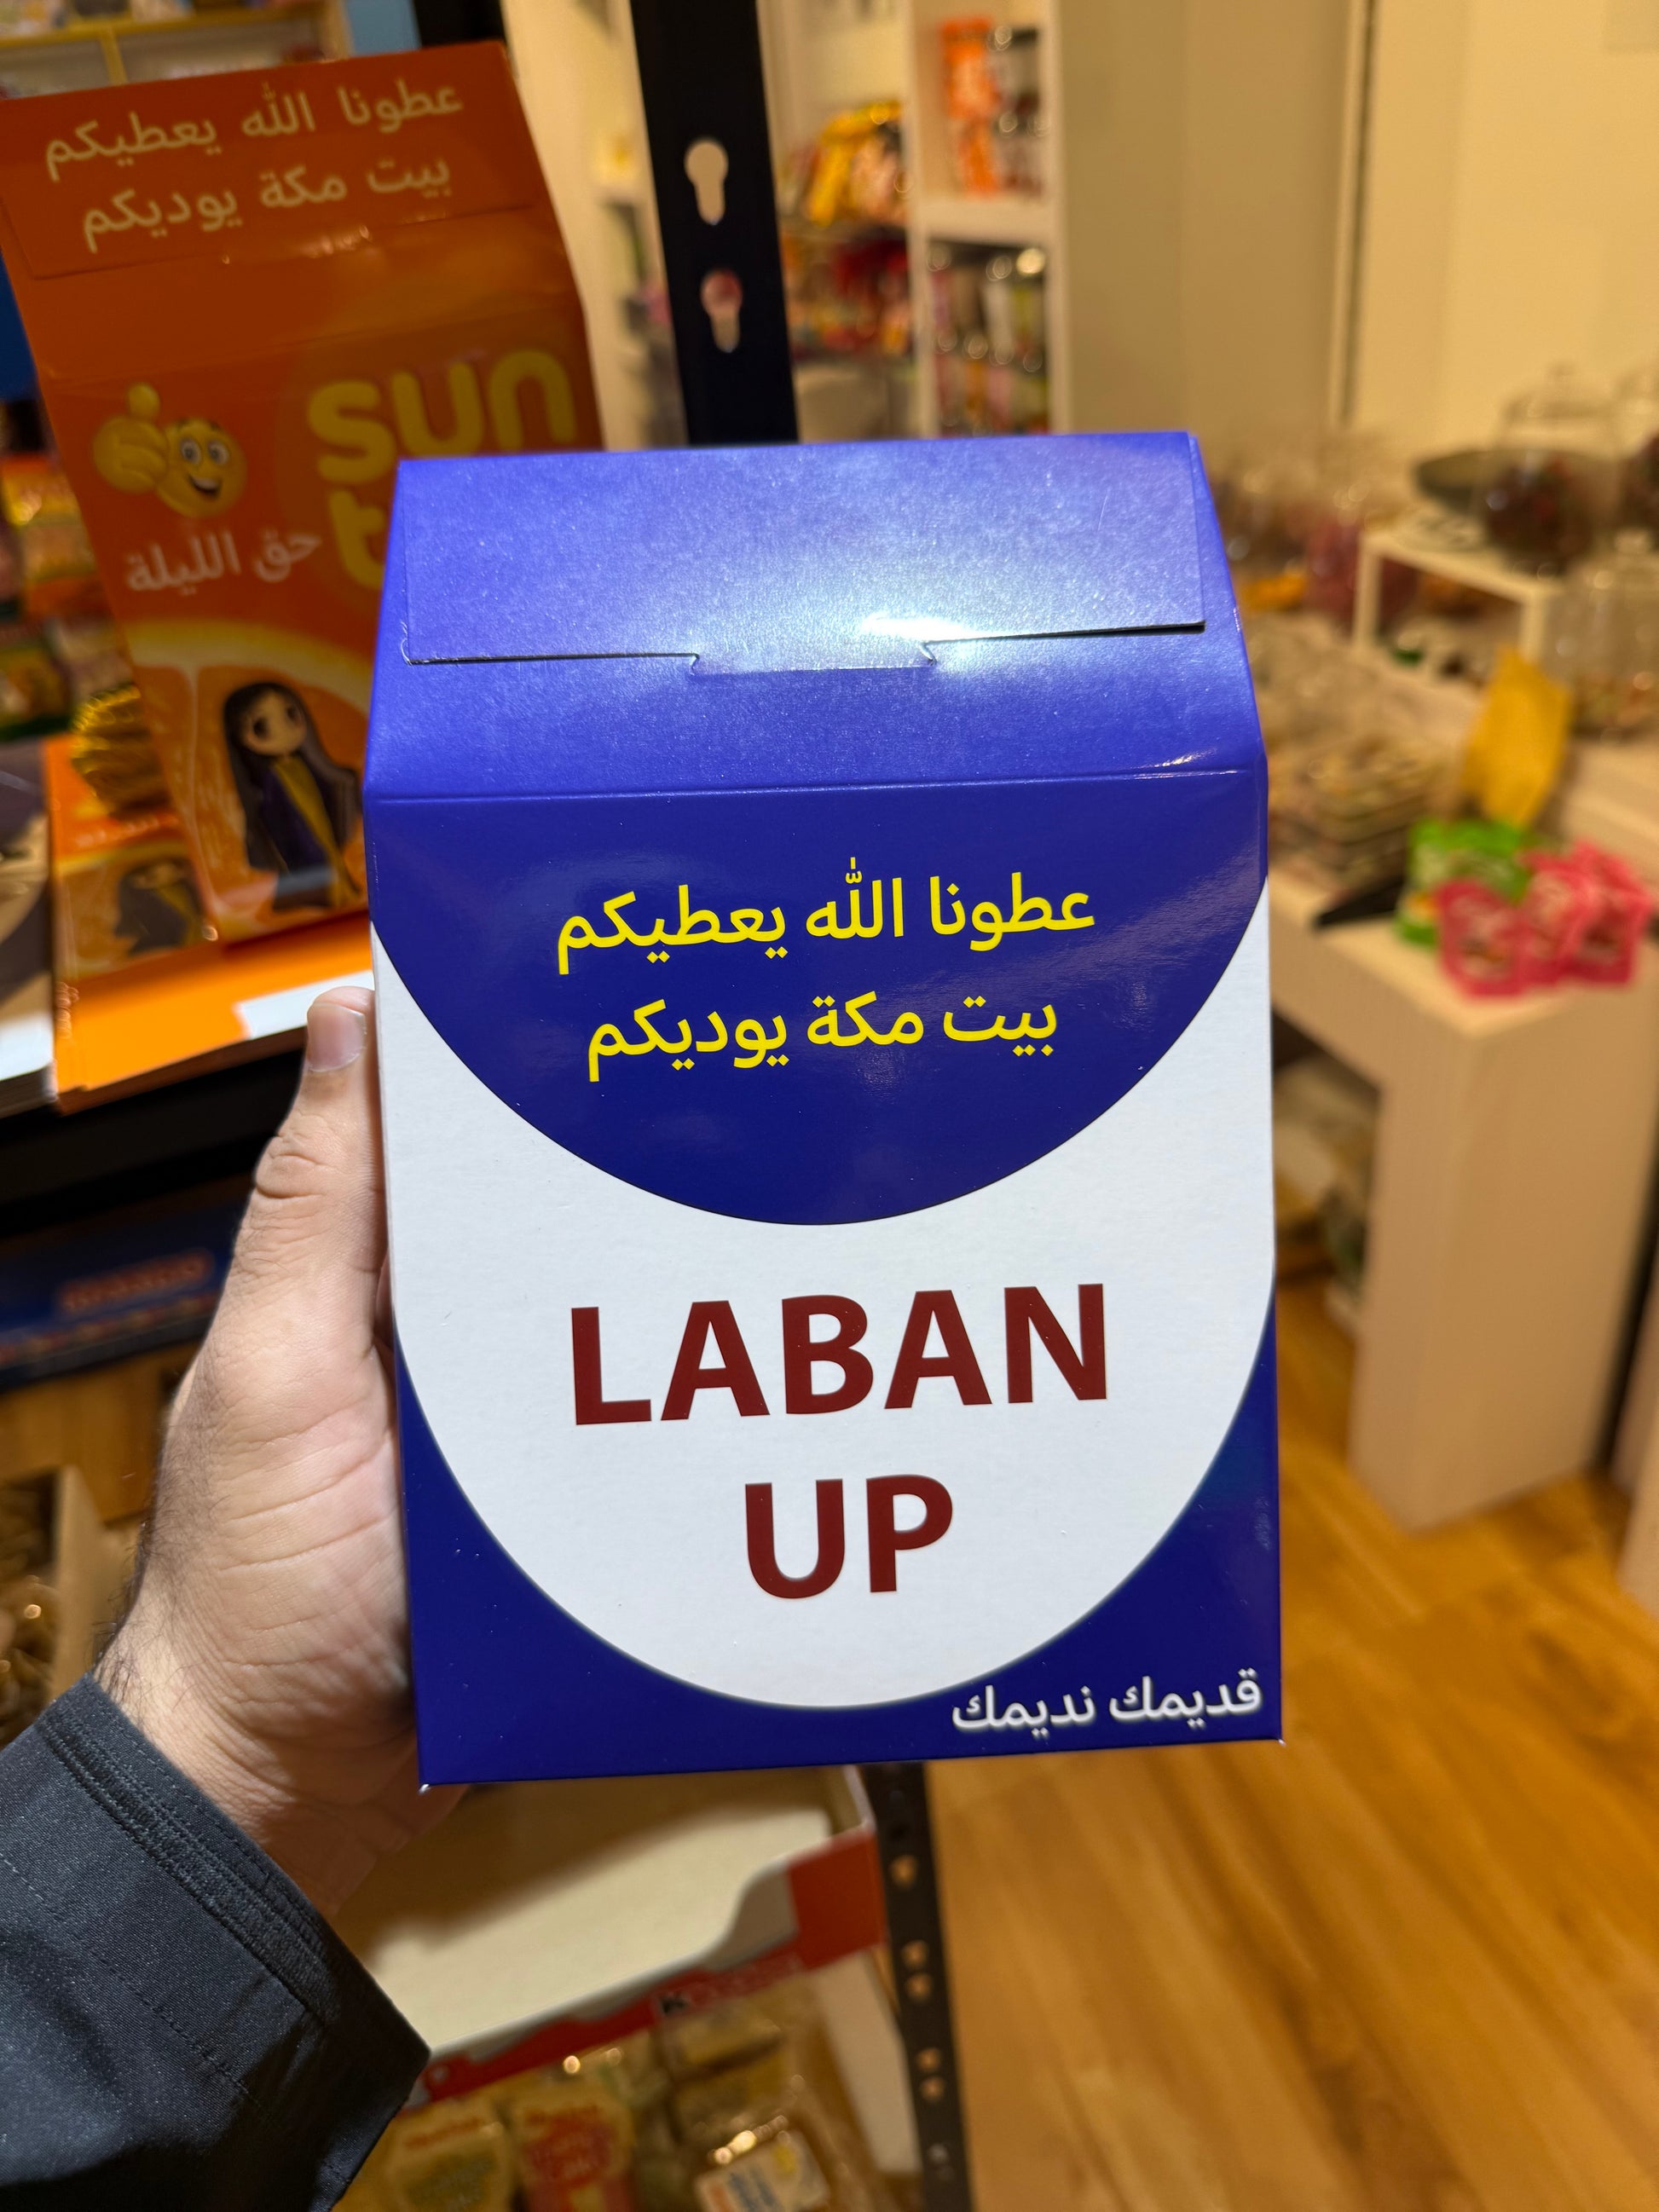 عطونا الله يعطيكم
بيت مكة يوديكم
sun
حق الليلة
عطونا الله يعطيكم
بيت مكة يوديكم
LABAN
UP
قديمك نديمك